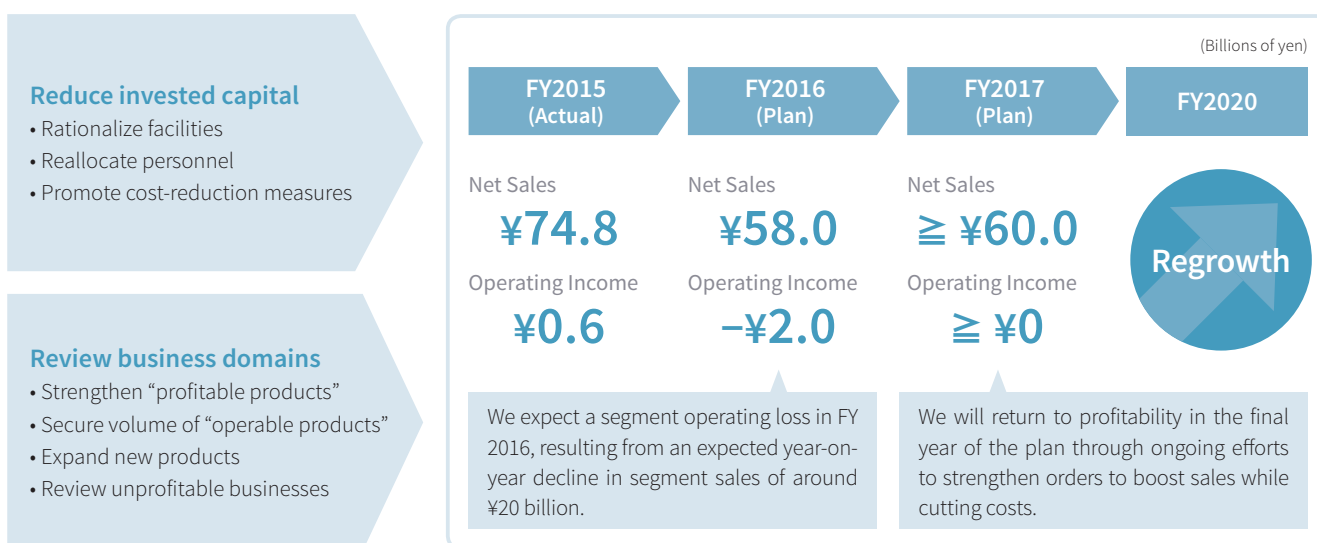 Reduce invested capital
• Rationalize facilities
• Reallocate personnel
• Promote cost-reduction measures
Review business domains
• Strengthen “profitable products”
• Secure volume of “operable products”
• Expand new products
• Review unprofitable businesses
(Billions of yen)
FY2015
(Actual)
FY2016
(Plan)
FY2017
(Plan)
FY2020
Net Sales
¥74.8
Operating Income
¥0.6
Net Sales
¥58.0
Operating Income
–¥2.0
Net Sales
≧ ¥60.0
Operating Income
≧ ¥0
Regrowth
We expect a segment operating loss in FY
2016, resulting from an expected year-on-
year decline in segment sales of around
¥20 billion.
We will return to profitability in the final
year of the plan through ongoing efforts
to strengthen orders to boost sales while
cutting costs.